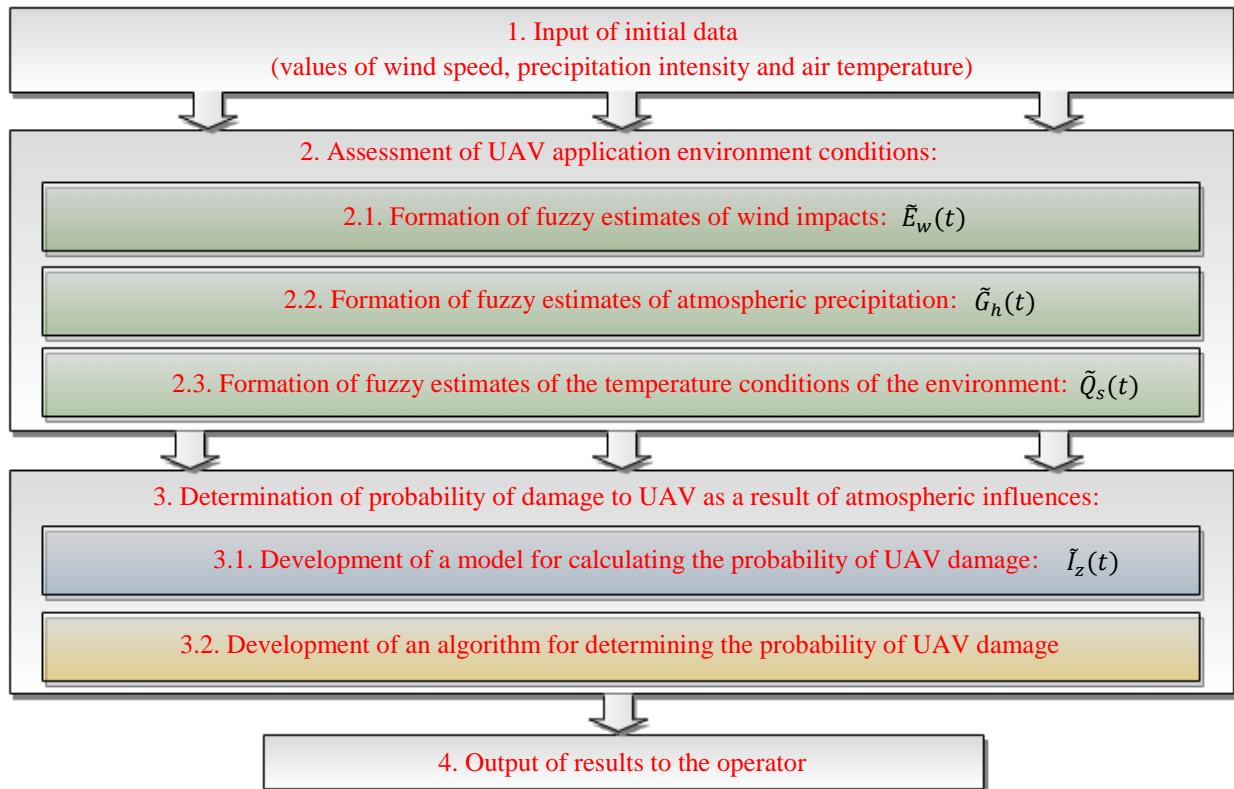 1. Input of initial data
(values of wind speed, precipitation intensity and air temperature)
2. Assessment of UAV application environment conditions:
2.1. Formation of fuzzy estimates of wind impacts: Ẽ_w(t)
2.2. Formation of fuzzy estimates of atmospheric precipitation: G̃_h(t)
2.3. Formation of fuzzy estimates of the temperature conditions of the environment: Q̃_s(t)
3. Determination of probability of damage to UAV as a result of atmospheric influences:
3.1. Development of a model for calculating the probability of UAV damage: Ĩ_z(t)
3.2. Development of an algorithm for determining the probability of UAV damage
4. Output of results to the operator